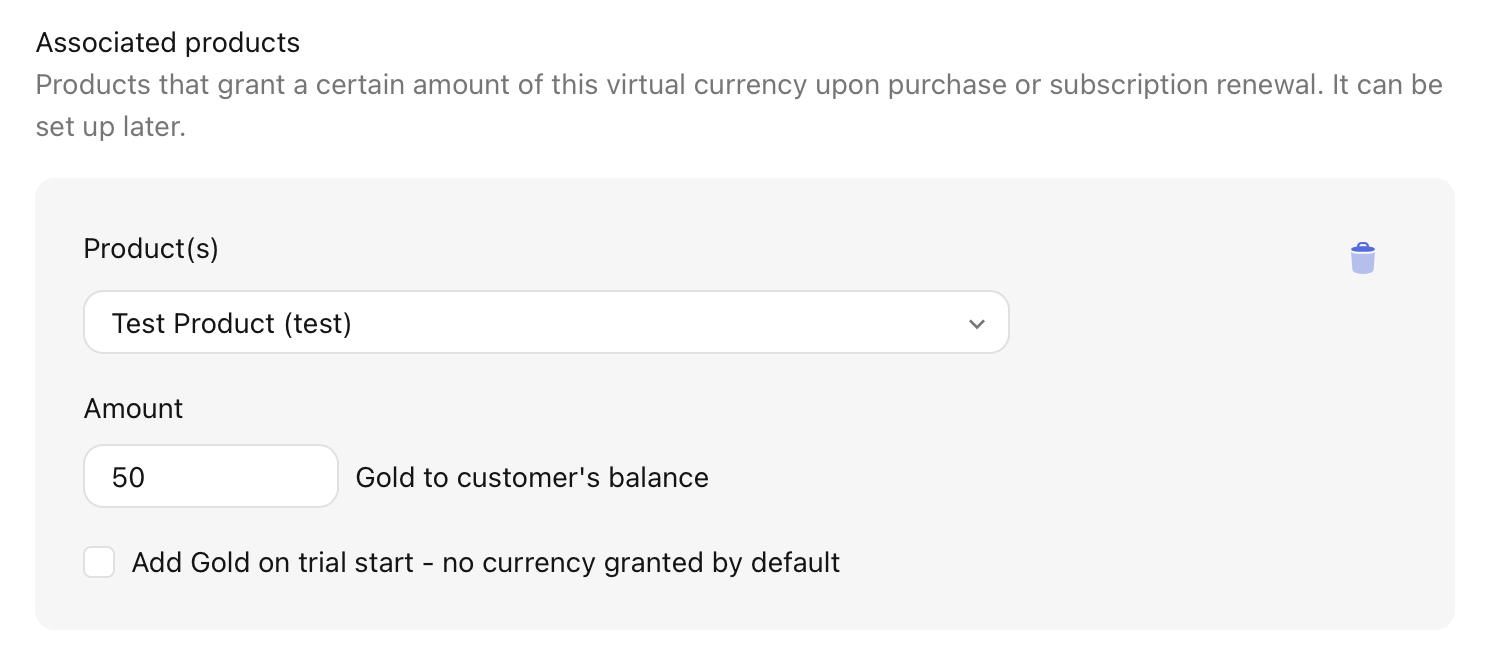 Associated products
Products that grant a certain amount of this virtual currency upon purchase or subscription renewal. It can be
set up later.
Product(s)
Test Product (test)
Amount
50 Gold to customer's balance
Add Gold on trial start - no currency granted by default